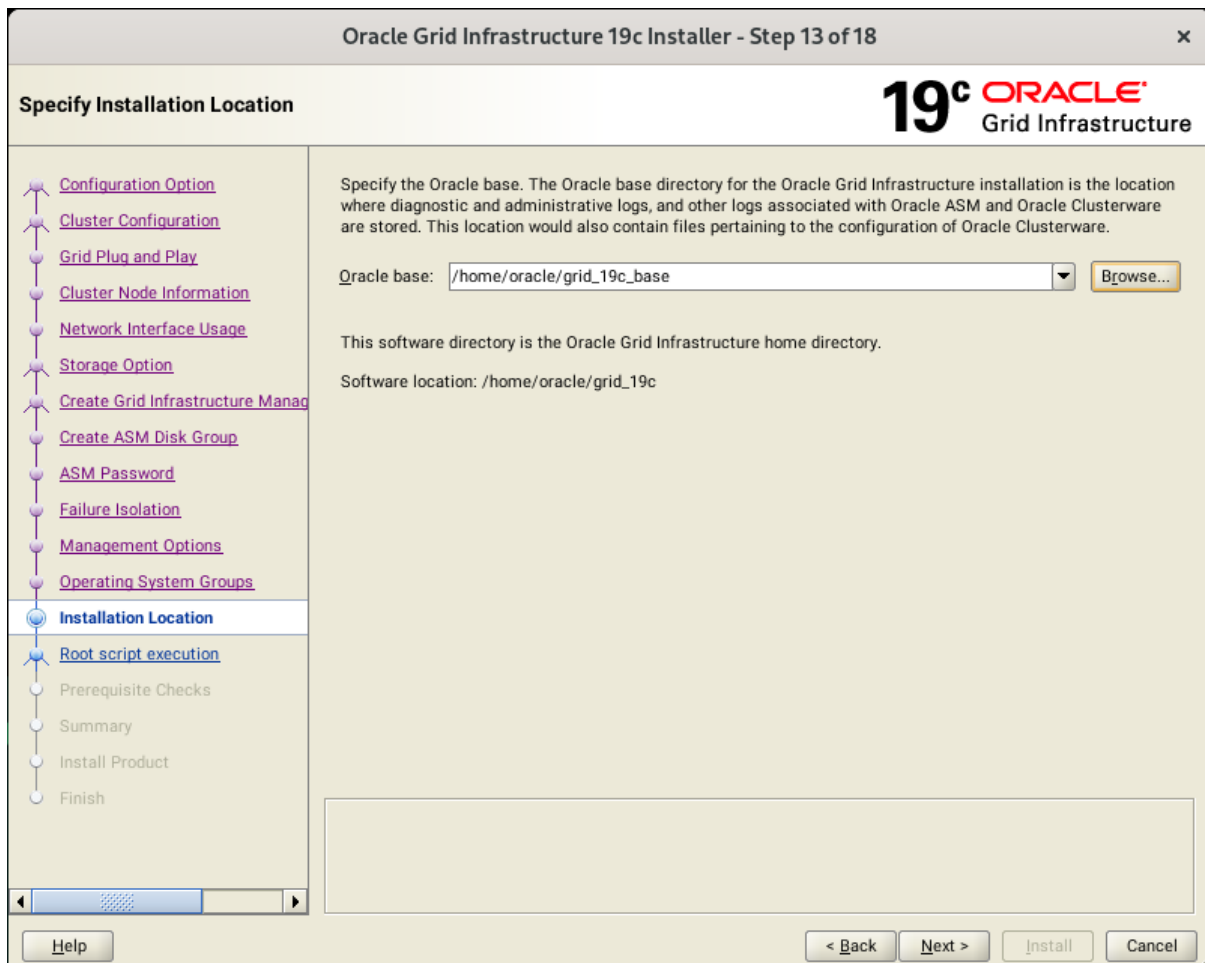 Oracle Grid Infrastructure 19c Installer - Step 13 of 18
Specify Installation Location
19c ORACLE
Grid Infrastructure
Configuration Option
Cluster Configuration
Grid Plug and Play
Cluster Node Information
Network Interface Usage
Storage Option
Create Grid Infrastructure Manag
Create ASM Disk Group
ASM Password
Failure Isolation
Management Options
Operating System Groups
Installation Location
Root script execution
Prerequisite Checks
Summary
Install Product
Finish
Specify the Oracle base. The Oracle base directory for the Oracle Grid Infrastructure installation is the location
where diagnostic and administrative logs, and other logs associated with Oracle ASM and Oracle Clusterware
are stored. This location would also contain files pertaining to the configuration of Oracle Clusterware.
Oracle base: /home/oracle/grid_19c_base Browse...
This software directory is the Oracle Grid Infrastructure home directory.
Software location: /home/oracle/grid_19c
Help < Back Next > Install Cancel